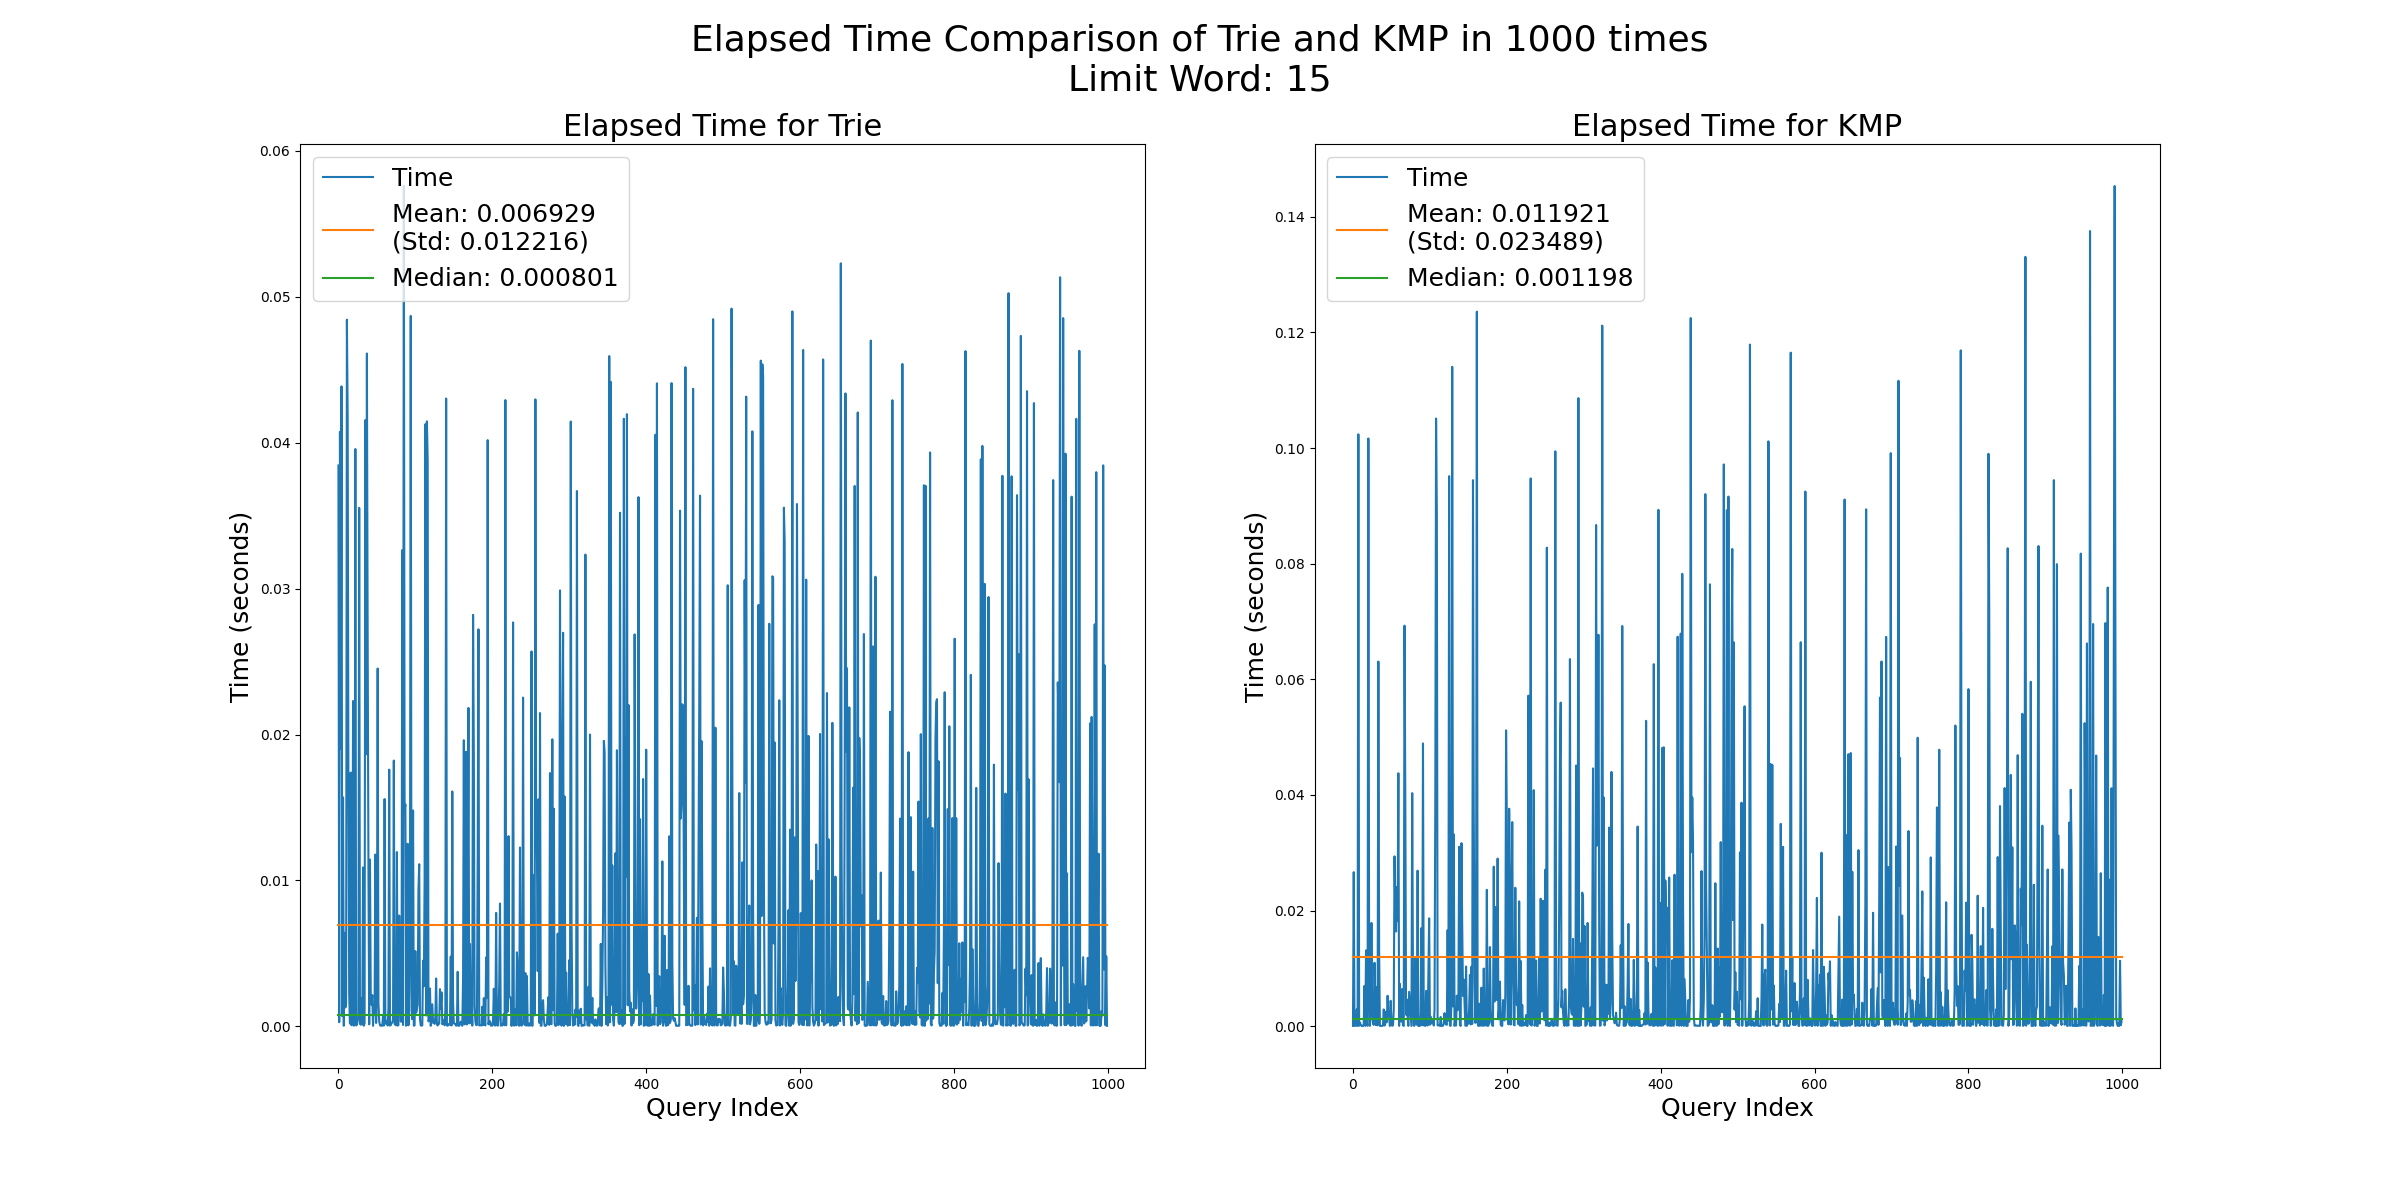 Elapsed Time Comparison of Trie and KMP in 1000 times
Limit Word: 15
Elapsed Time for Trie
Time
Mean: 0.006929
(Std: 0.012216)
Median: 0.000801
0.06
0.05
0.04
0.03
0.02
0.01
0.00
Time (seconds)
0
200
400
600
800
1000
Query Index
Elapsed Time for KMP
Time
Mean: 0.011921
(Std: 0.023489)
Median: 0.001198
0.14
0.12
0.10
0.08
0.06
0.04
0.02
0.00
Time (seconds)
0
200
400
600
800
1000
Query Index